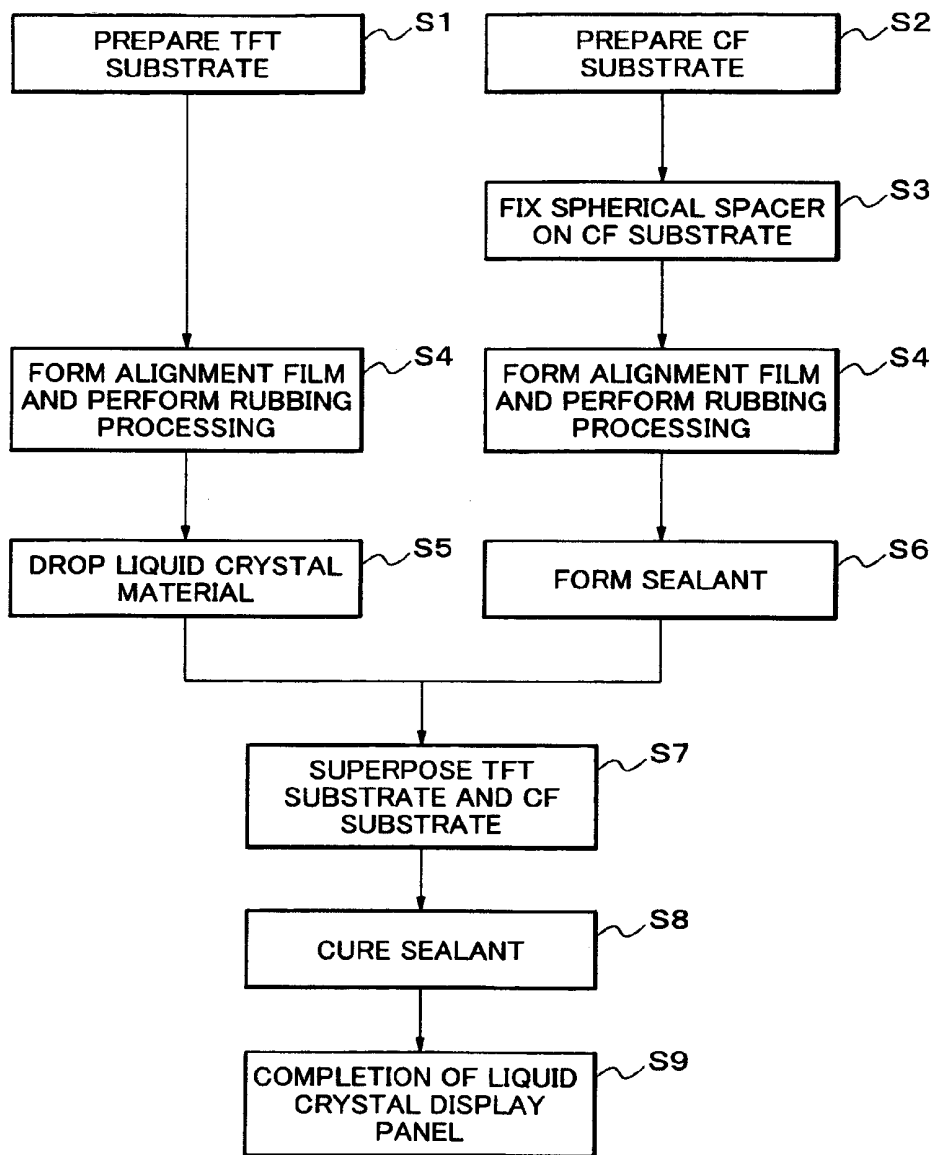 PREPARE TFT
SUBSTRATE
S1
PREPARE CF
SUBSTRATE
S2
FIX SPHERICAL SPACER
ON CF SUBSTRATE
S3
FORM ALIGNMENT FILM
AND PERFORM RUBBING
PROCESSING
S4
FORM ALIGNMENT FILM
AND PERFORM RUBBING
PROCESSING
S4
DROP LIQUID CRYSTAL
MATERIAL
S5
FORM SEALANT
S6
SUPERPOSE TFT
SUBSTRATE AND CF
SUBSTRATE
S7
CURE SEALANT
S8
COMPLETION OF LIQUID
CRYSTAL DISPLAY
PANEL
S9